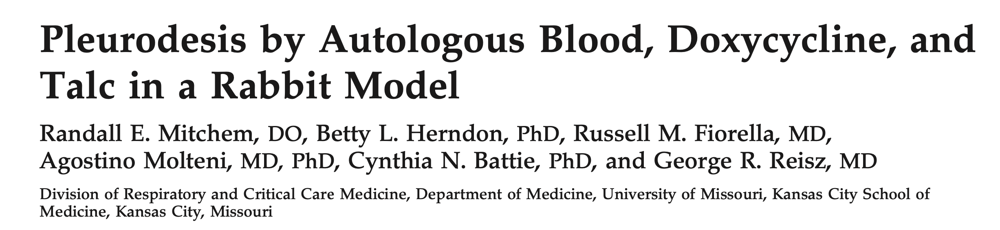 Pleurodesis by Autologous Blood, Doxycycline, and
Talc in a Rabbit Model
Randall E. Mitchem, DO, Betty L. Herndon, PhD, Russell M. Fiorella, MD,
Agostino Molteni, MD, PhD, Cynthia N. Battie, PhD, and George R. Reisz, MD
Division of Respiratory and Critical Care Medicine, Department of Medicine, University of Missouri, Kansas City School of
Medicine, Kansas City, Missouri